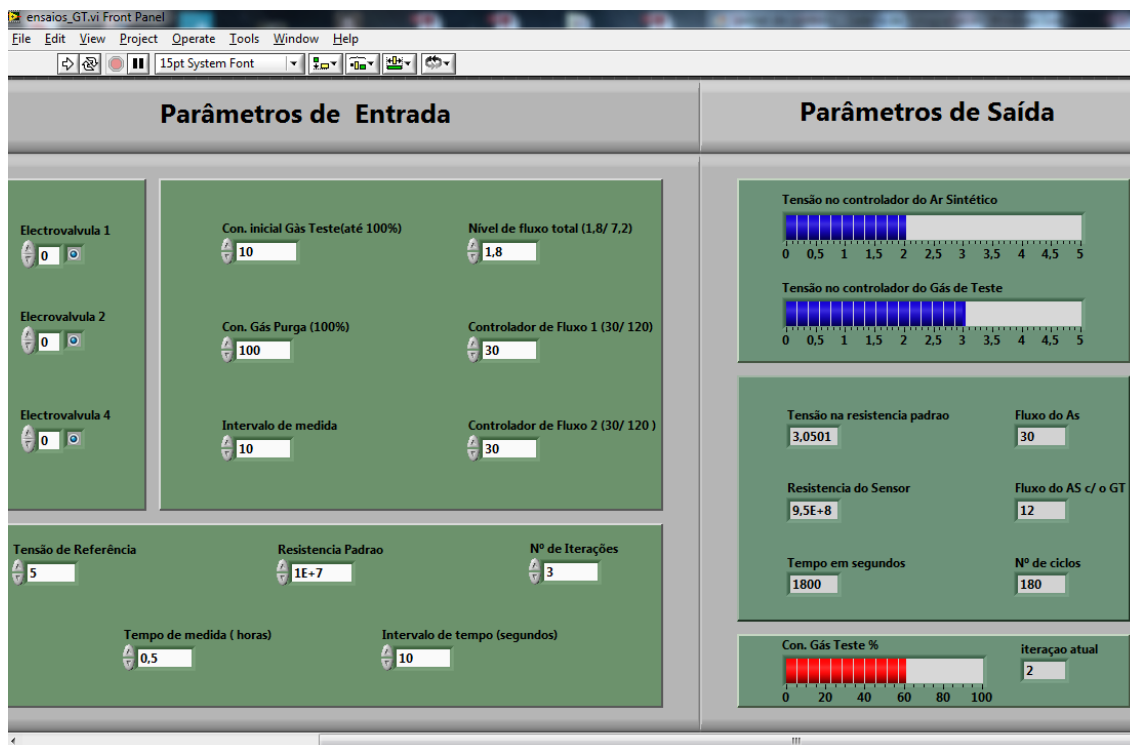 ensaios_GT.vi Front Panel
File Edit View Project Operate Tools Window Help
15pt System Font
Parâmetros de Entrada
Electrovalvula 1
0
Elecrovalvula 2
0
Electrovalvula 4
0
Con. inicial Gàs Teste(até 100%)
10
Nível de fluxo total (1,8/ 7,2)
1,8
Con. Gás Purga (100%)
100
Controlador de Fluxo 1 (30/ 120)
30
Intervalo de medida
10
Controlador de Fluxo 2 (30/ 120 )
30
Tensão de Referência
5
Resistencia Padrao
1E+7
Nº de Iterações
3
Tempo de medida ( horas)
0,5
Intervalo de tempo (segundos)
10
Parâmetros de Saída
Tensão no controlador do Ar Sintético
0 0,5 1 1,5 2 2,5 3 3,5 4 4,5 5
Tensão no controlador do Gás de Teste
0 0,5 1 1,5 2 2,5 3 3,5 4 4,5 5
Tensão na resistencia padrao
3,0501
Fluxo do As
30
Resistencia do Sensor
9,5E+8
Fluxo do AS c/ o GT
12
Tempo em segundos
1800
Nº de ciclos
180
Con. Gás Teste %
0 20 40 60 80 100
iteraçao atual
2